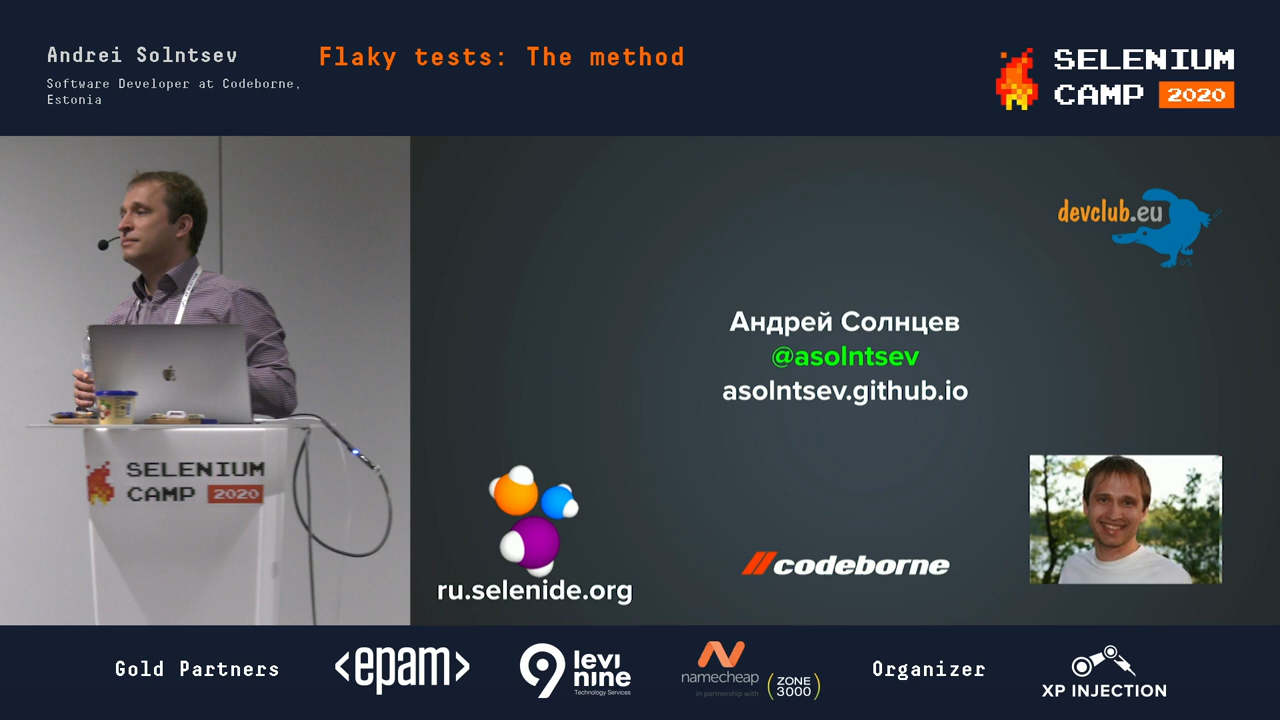 Andrei Solntsev
Software Developer at Codeborne,
Estonia
Flaky tests: The method
SELENIUM
CAMP 2020
devclub.eu
Андрей Солнцев
@asolntsev
asolntsev.github.io
SELENIUM
CAMP 2020
ru.selenide.org
codeborne
Gold Partners
<epam>
9 levi
nine
Technology Services
namecheap
in partnership with
ZONE
3000
Organizer
XP INJECTION